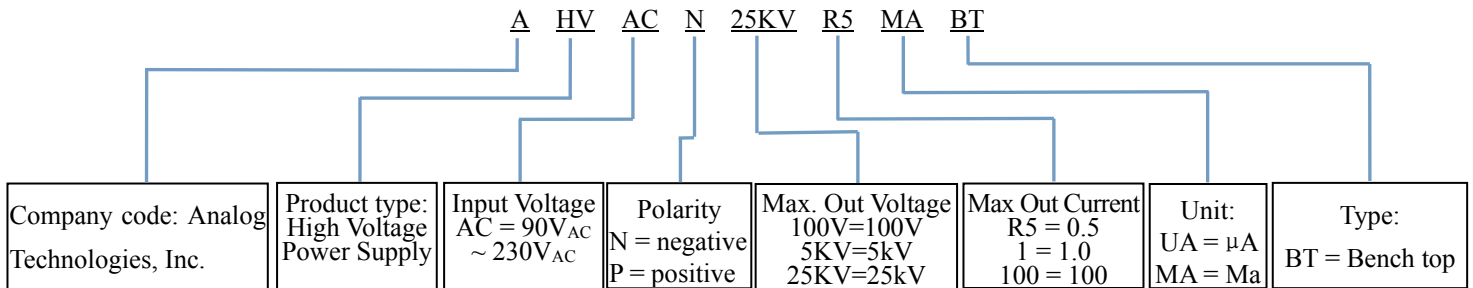 A HV AC N 25KV R5 MA BT
Company code: Analog
Technologies, Inc.
Product type:
High Voltage
Power Supply
Input Voltage
AC = 90VAC
~ 230VAC
Polarity
N = negative
P = positive
Max. Out Voltage
100V=100V
5KV=5kV
25KV=25kV
Max Out Current
R5 = 0.5
1 = 1.0
100 = 100
Unit:
UA = μA
MA = Ma
Type:
BT = Bench top